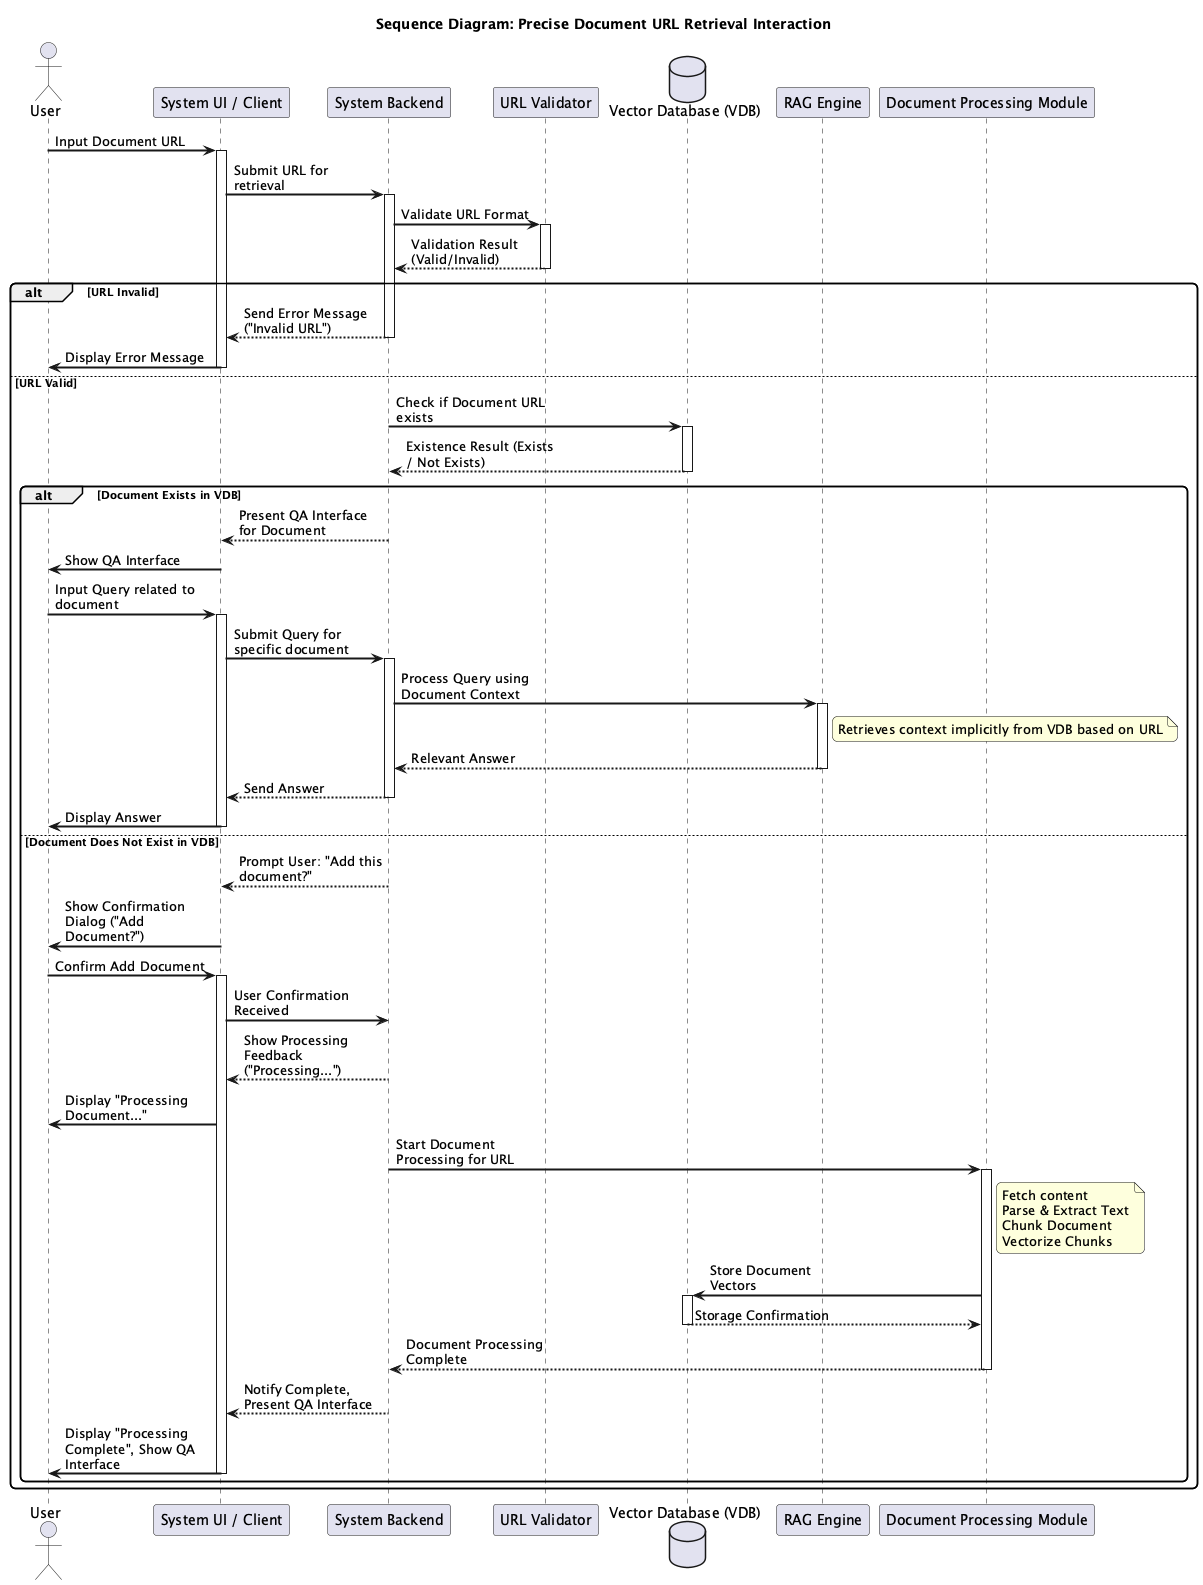 Sequence Diagram: Precise Document URL Retrieval Interaction
User
System UI / Client
System Backend
URL Validator
Vector Database (VDB)
RAG Engine
Document Processing Module
Input Document URL
Submit URL for
retrieval
Validate URL Format
Validation Result
(Valid/Invalid)
alt
[URL Invalid]
Send Error Message
("Invalid URL")
Display Error Message
[URL Valid]
Check if Document URL
exists
Existence Result (Exists
/ Not Exists)
alt
[Document Exists in VDB]
Present QA Interface
for Document
Show QA Interface
Input Query related to
document
Submit Query for
specific document
Process Query using
Document Context
Retrieves context implicitly from VDB based on URL
Relevant Answer
Send Answer
Display Answer
[Document Does Not Exist in VDB]
Prompt User: "Add this
document?"
Show Confirmation
Dialog ("Add
Document?")
Confirm Add Document
User Confirmation
Received
Show Processing
Feedback
("Processing...")
Display "Processing
Document..."
Start Document
Processing for URL
Fetch content
Parse & Extract Text
Chunk Document
Vectorize Chunks
Store Document
Vectors
Storage Confirmation
Document Processing
Complete
Notify Complete,
Present QA Interface
Display "Processing
Complete", Show QA
Interface
User
System UI / Client
System Backend
URL Validator
Vector Database (VDB)
RAG Engine
Document Processing Module